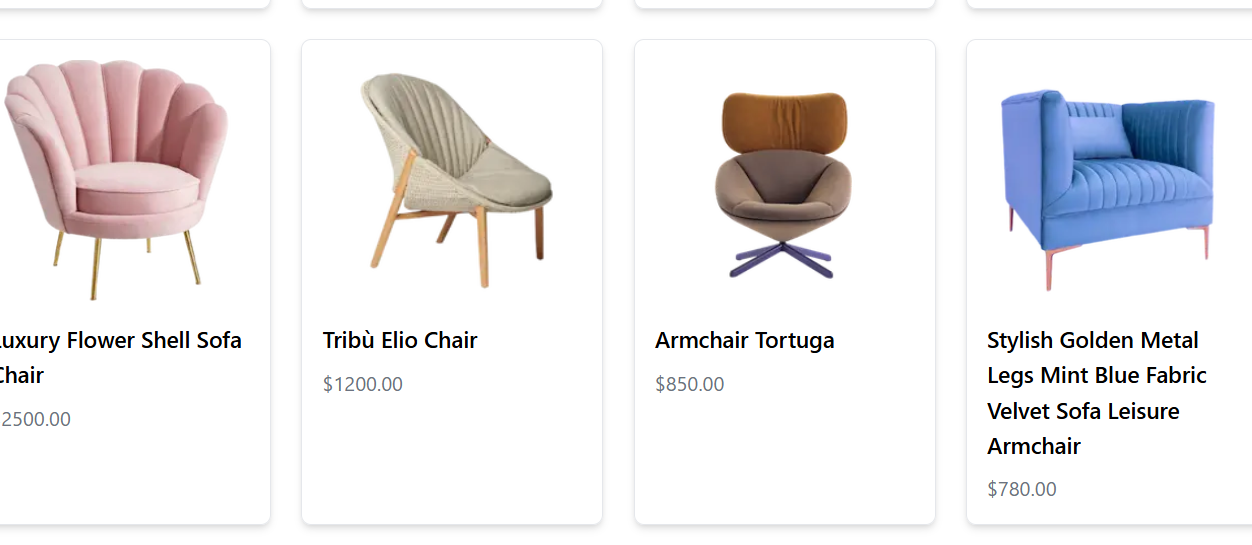 Luxury Flower Shell Sofa
Chair
2500.00
Tribù Elio Chair
$1200.00
Armchair Tortuga
$850.00
Stylish Golden Metal
Legs Mint Blue Fabric
Velvet Sofa Leisure
Armchair
$780.00